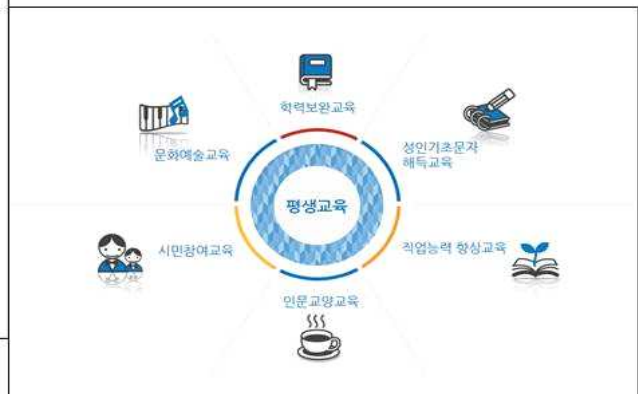 학력보완교육
문화예술교육
성인기초문자
해득교육
평생교육
시민참여교육
직업능력 향상교육
인문교양교육